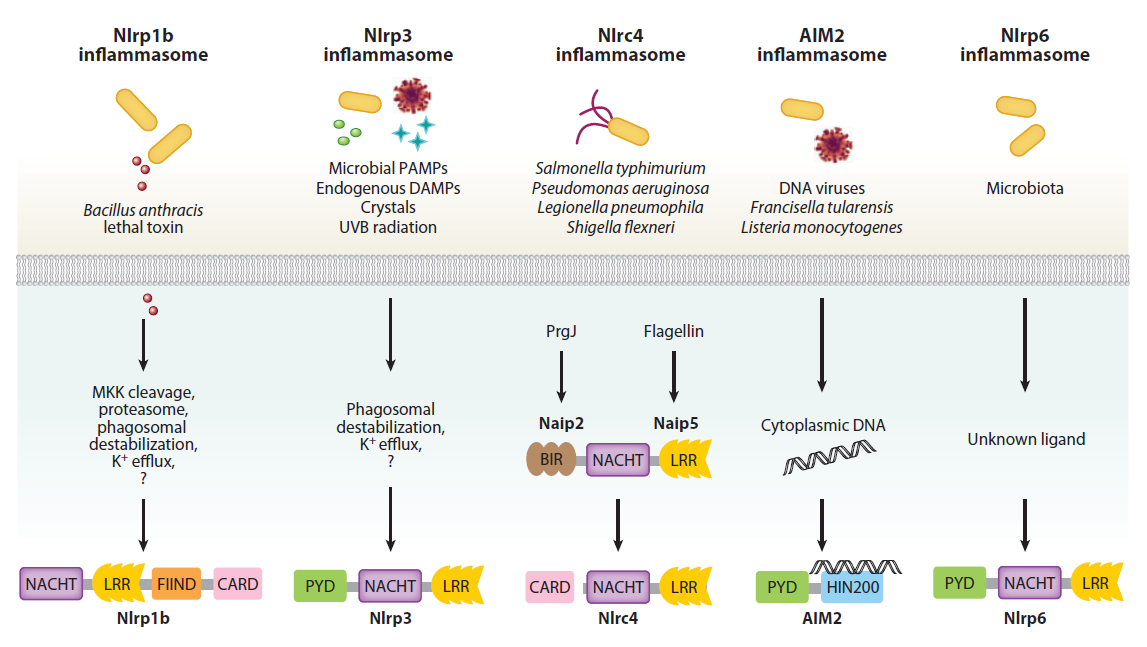 Nlrp1b
inflammasome
Nlrp3
inflammasome
Nlrc4
inflammasome
AIM2
inflammasome
Nlrp6
inflammasome
Bacillus anthracis
lethal toxin
Microbial PAMPs
Endogenous DAMPs
Crystals
UVB radiation
Salmonella typhimurium
Pseudomonas aeruginosa
Legionella pneumophila
Shigella flexneri
DNA viruses
Francisella tularensis
Listeria monocytogenes
Microbiota
MKK cleavage,
proteasome,
phagosomal
destabilization,
K+ efflux,
?
Phagosomal
destabilization,
K+ efflux,
?
PrgJ
Flagellin
Naip2
Naip5
BIR
NACHT
LRR
Cytoplasmic DNA
Unknown ligand
NACHT
LRR
FIIND
CARD
Nlrp1b
PYD
NACHT
LRR
Nlrp3
CARD
NACHT
LRR
Nlrc4
PYD
HIN200
AIM2
PYD
NACHT
LRR
Nlrp6